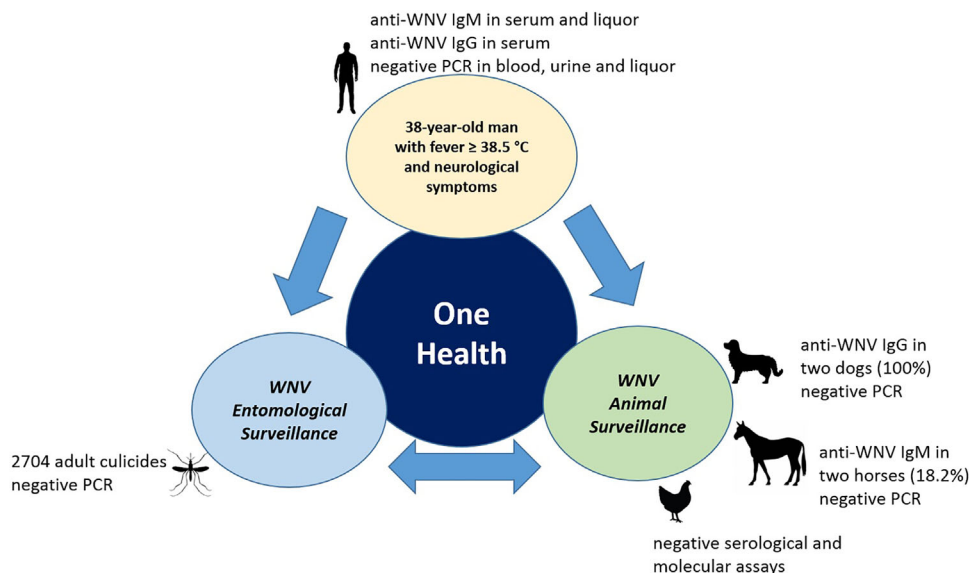 anti-WNV IgM in serum and liquor
anti-WNV IgG in serum
negative PCR in blood, urine and liquor
38-year-old man
with fever ≥ 38.5 °C
and neurological
symptoms
One
Health
WNV
Entomological
Surveillance
WNV
Animal
Surveillance
anti-WNV IgG in
two dogs (100%)
negative PCR
2704 adult culicides
negative PCR
anti-WNV IgM in
two horses (18.2%)
negative PCR
negative serological and
molecular assays